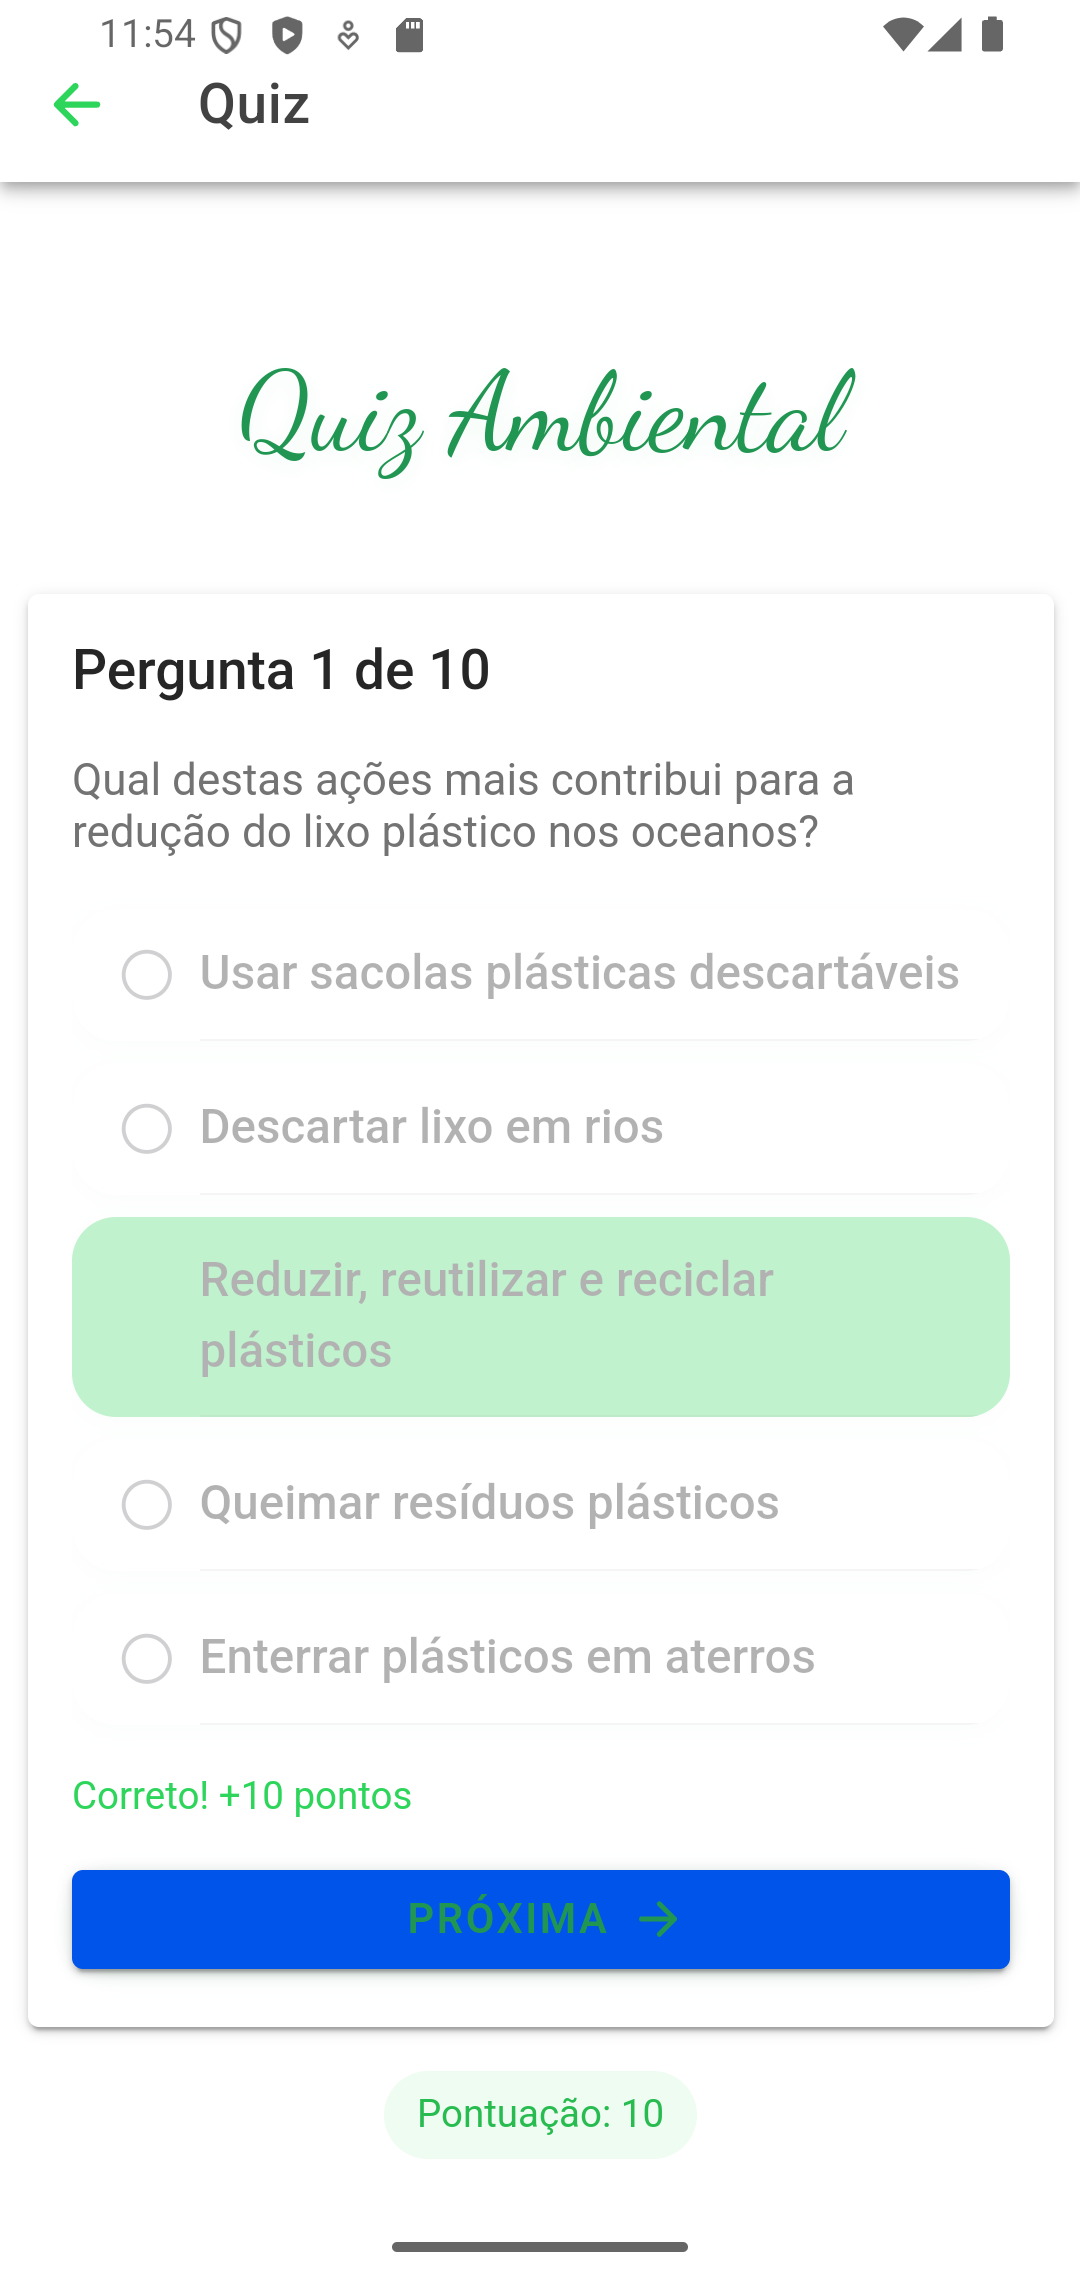 11:54
Quiz
Quiz Ambiental
Pergunta 1 de 10
Qual destas ações mais contribui para a
redução do lixo plástico nos oceanos?
Usar sacolas plásticas descartáveis
Descartar lixo em rios
Reduzir, reutilizar e reciclar
plásticos
Queimar resíduos plásticos
Enterrar plásticos em aterros
Correto! +10 pontos
PRÓXIMA
Pontuação: 10